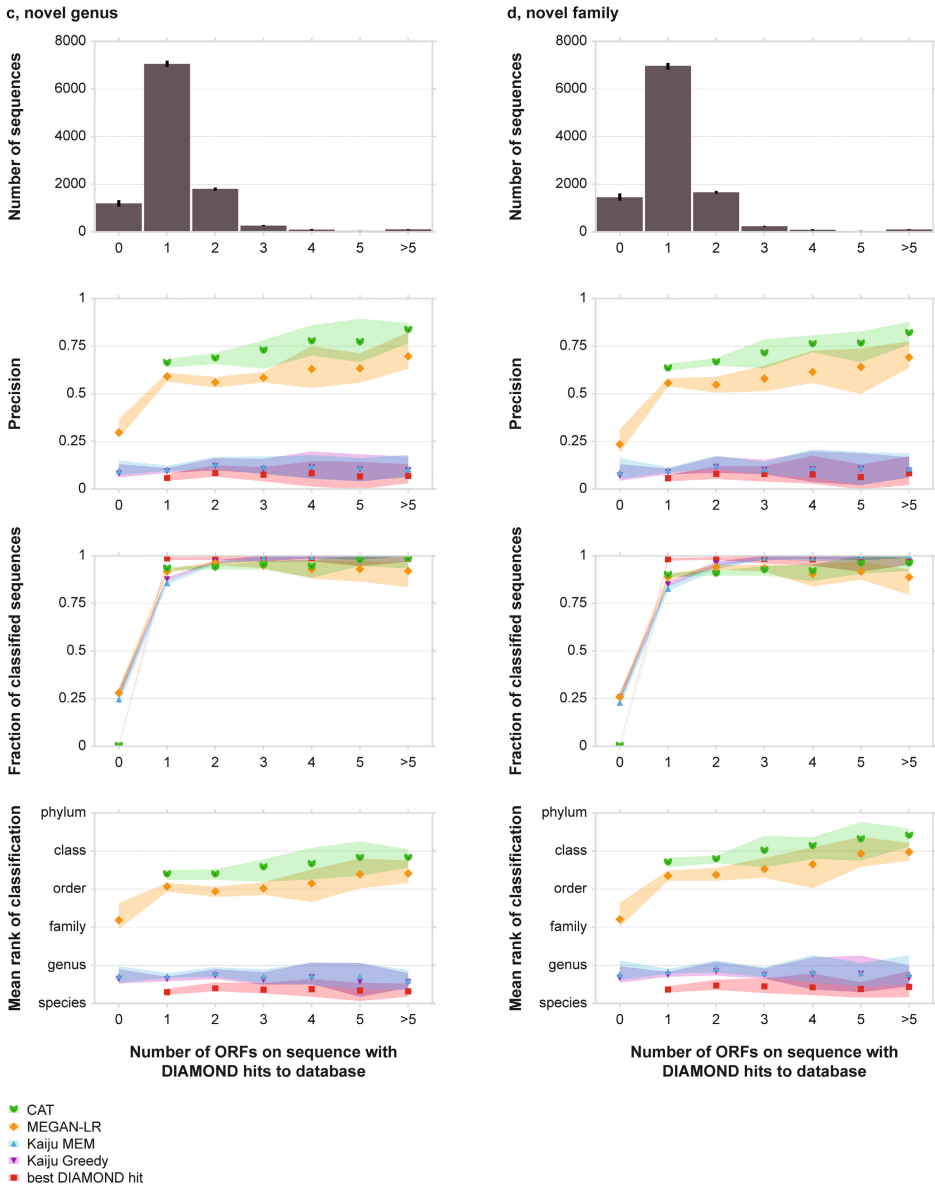 c, novel genus
Number of sequences
8000
6000
4000
2000
0
0 1 2 3 4 5 >5
Precision
1
0.75
0.5
0.25
0
0 1 2 3 4 5 >5
Fraction of classified sequences
1
0.75
0.5
0.25
0
0 1 2 3 4 5 >5
Mean rank of classification
phylum
class
order
family
genus
species
0 1 2 3 4 5 >5
Number of ORFs on sequence with
DIAMOND hits to database
d, novel family
Number of sequences
8000
6000
4000
2000
0
0 1 2 3 4 5 >5
Precision
1
0.75
0.5
0.25
0
0 1 2 3 4 5 >5
Fraction of classified sequences
1
0.75
0.5
0.25
0
0 1 2 3 4 5 >5
Mean rank of classification
phylum
class
order
family
genus
species
0 1 2 3 4 5 >5
Number of ORFs on sequence with
DIAMOND hits to database
CAT
MEGAN-LR
Kaiju MEM
Kaiju Greedy
best DIAMOND hit